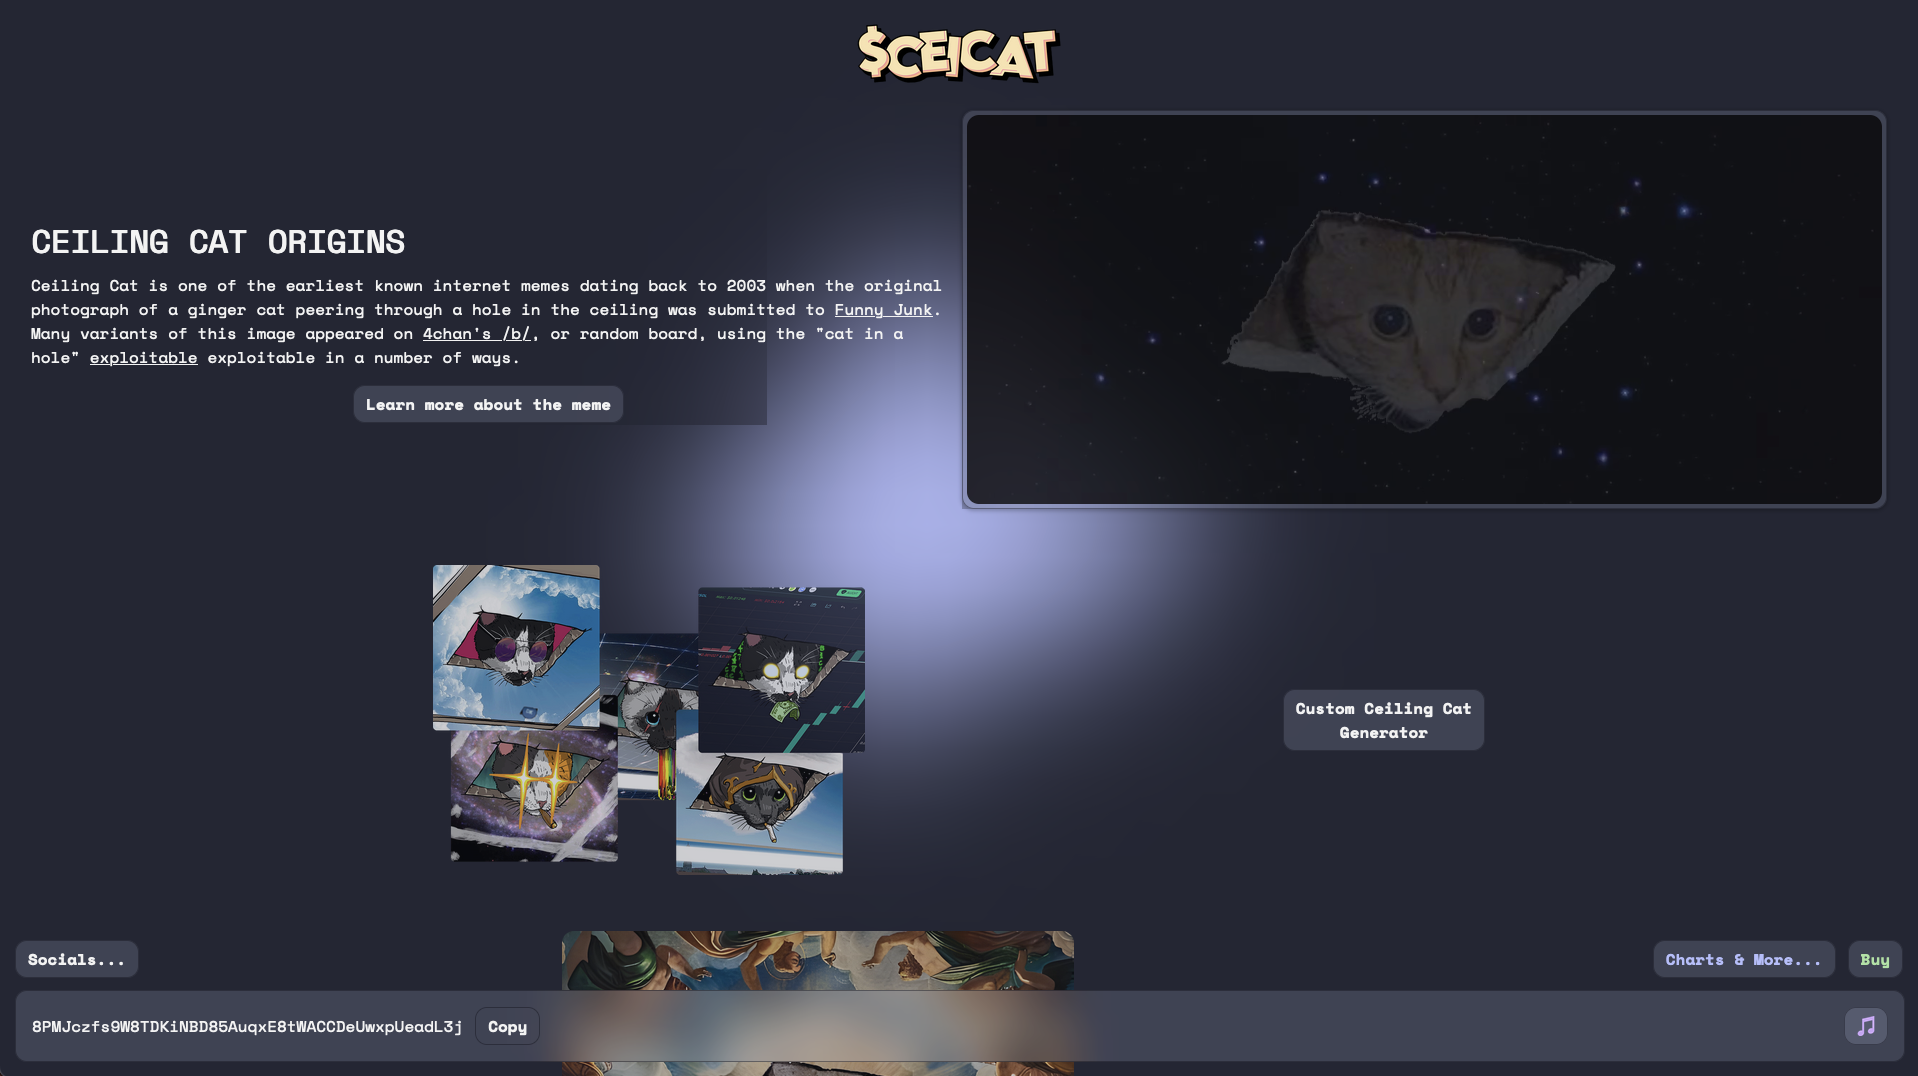 $CEICAT
CEILING CAT ORIGINS
Ceiling Cat is one of the earliest known internet memes dating back to 2003 when the original
photograph of a ginger cat peering through a hole in the ceiling was submitted to Funny Junk.
Many variants of this image appeared on 4chan's /b/, or random board, using the "cat in a
hole" exploitable exploitable in a number of ways.
Learn more about the meme
Custom Ceiling Cat
Generator
Socials...
Charts & More...
Buy
8PMJczfs9W8TDKiNBD85AuqxE8tWACCDeUwxpUeadL3j
Copy